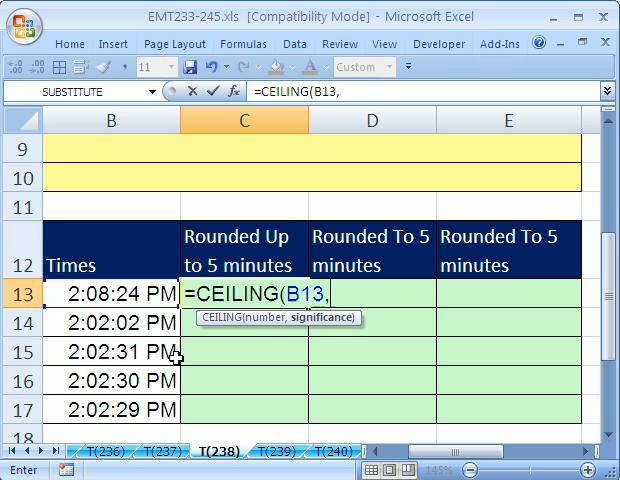 EMT233-245.xls [Compatibility Mode] - Microsoft Excel
Home Insert Page Layout Formulas Data Review View Developer Add-Ins
11 Custom
SUBSTITUTE =CEILING(B13,
B C D E
9
10
11
12 Times Rounded Up to 5 minutes Rounded To 5 minutes Rounded To 5 minutes
13 2:08:24 PM =CEILING(B13,
CEILING(number, significance)
14 2:02:02 PM
15 2:02:31 PM
16 2:02:30 PM
17 2:02:29 PM
18
T(236) T(237) T(238) T(239) T(240)
Enter 145%